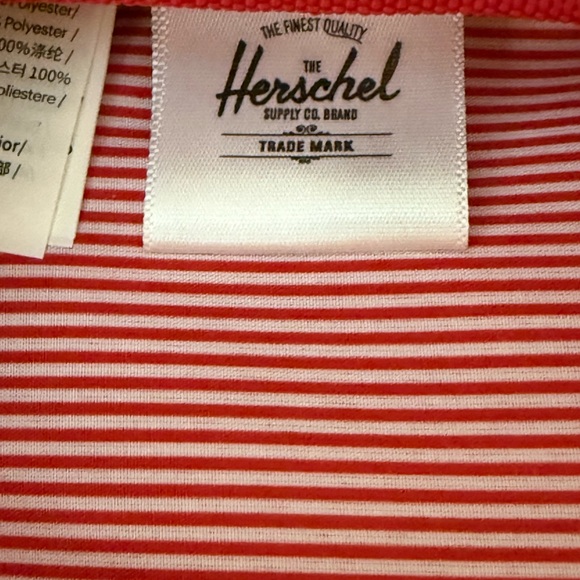 Polyester/
Polyester /
00%涤纶 /
스터 100%
oliestere /
ior/
部 /
THE FINEST QUALITY
THE
Herschel
SUPPLY CO. BRAND
TRADE MARK